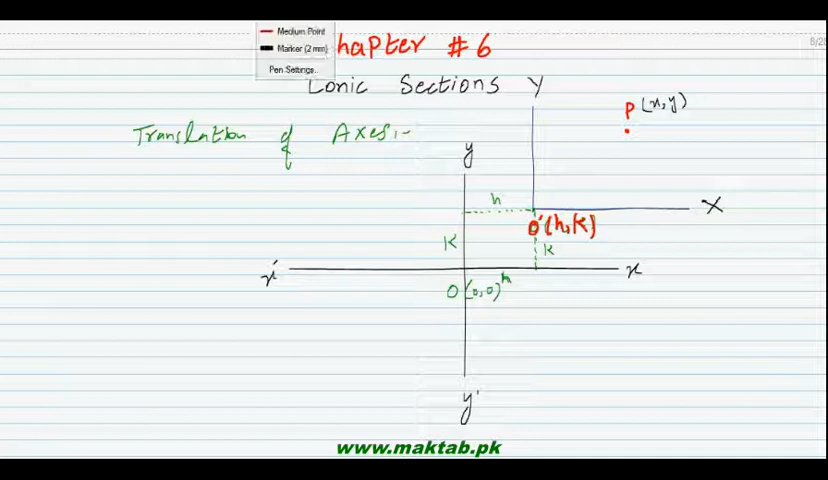 Medium Point
Marker (2 mm)
Pen Settings..
hapter # 6
Conic Sections
Translation of Axes:-
Y
P (x, y)
y
h
X
O'(h, K)
K
K
x'
x
O (0,0)
h
y'
www.maktab.pk